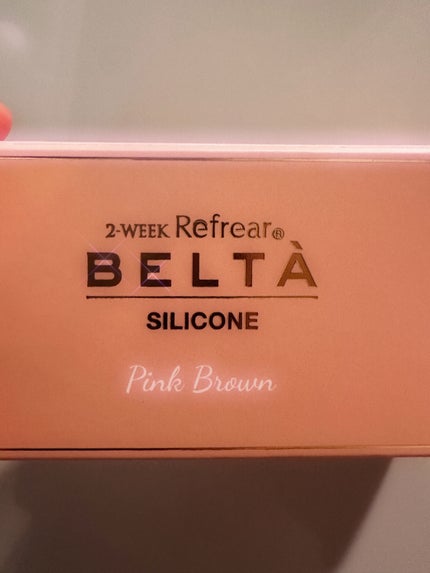 2-WEEK Refrear®
BELTÀ
SILICONE
Pink Brown